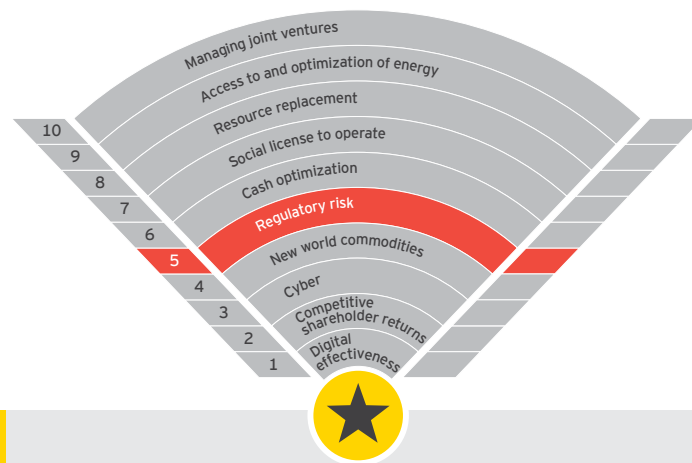 Managing joint ventures
Access to and optimization of energy
Resource replacement
Social license to operate
Cash optimization
Regulatory risk
New world commodities
Cyber
Competitive
shareholder returns
Digital
effectiveness
10
9
8
7
6
5
4
3
2
1